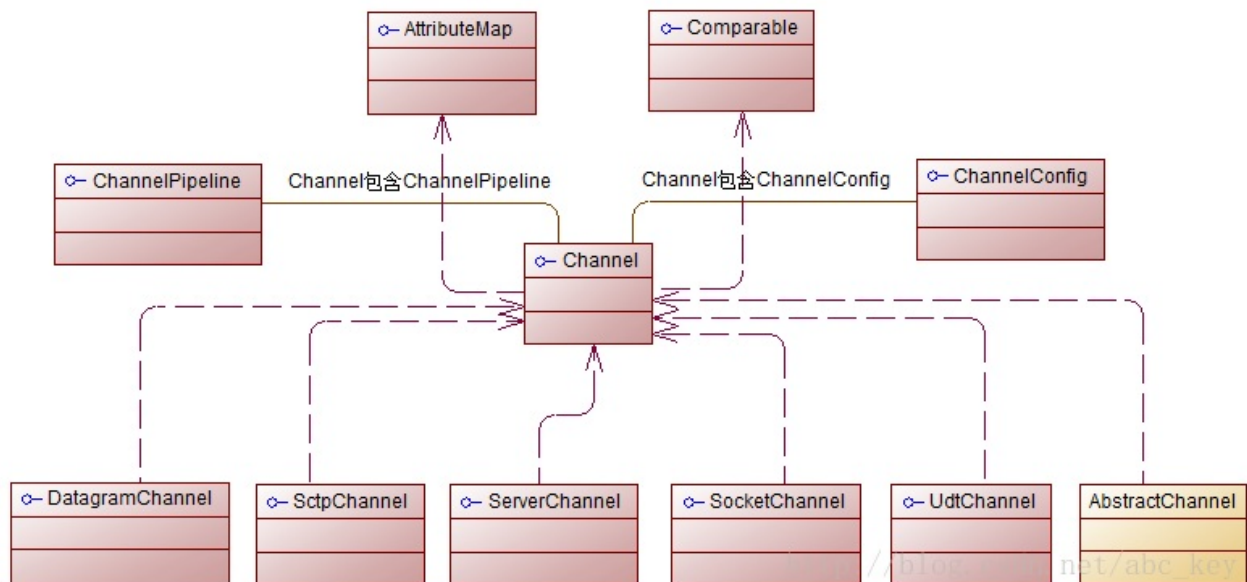 AttributeMap
Comparable
ChannelPipeline
Channel包含ChannelPipeline
Channel包含ChannelConfig
ChannelConfig
Channel
DatagramChannel
SctpChannel
ServerChannel
SocketChannel
UdtChannel
AbstractChannel
net/abc_key